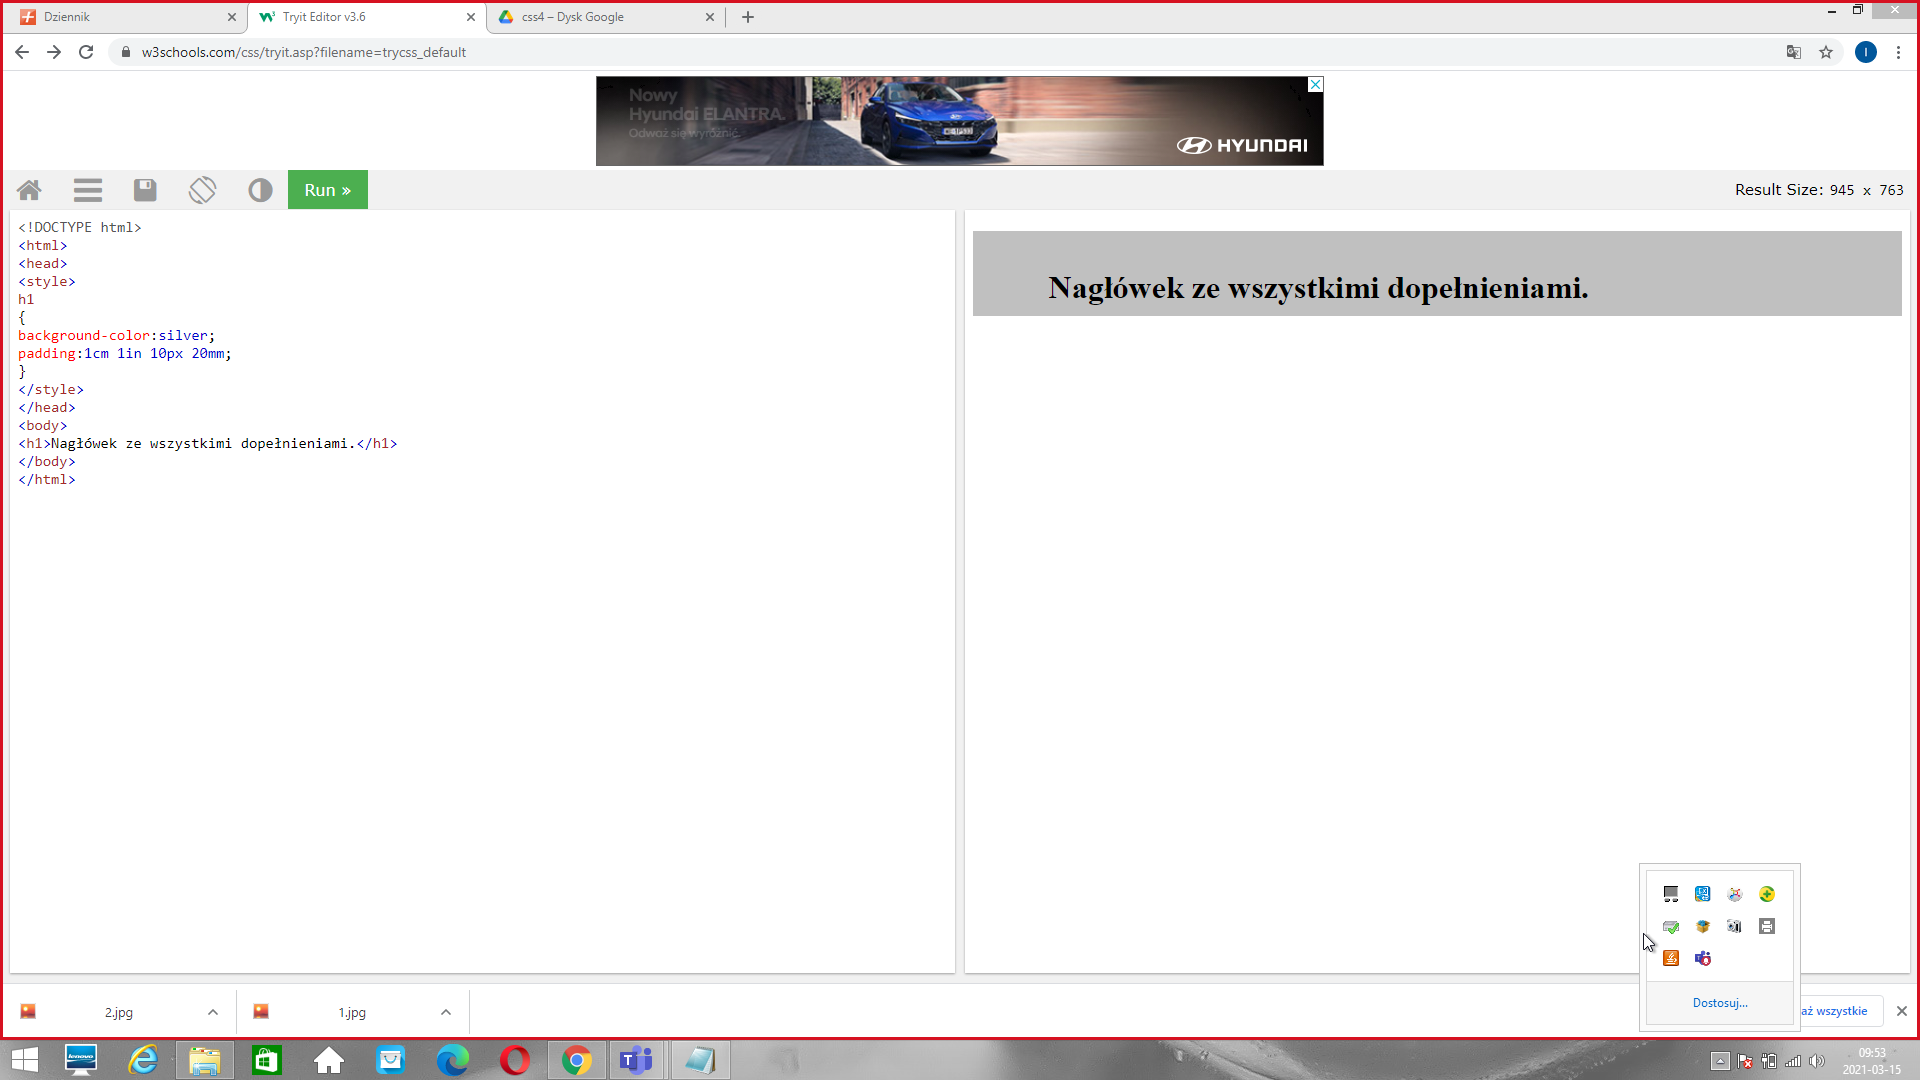 Dziennik
Tryit Editor v3.6
css4 – Dysk Google
w3schools.com/css/tryit.asp?filename=trycss_default
I
Nowy
Hyundai ELANTRA.
Odważ się wyróżnić.
HYUNDAI
Run »
Result Size: 945 x 763
<!DOCTYPE html>
<html>
<head>
<style>
h1
{
background-color:silver;
padding:1cm 1in 10px 20mm;
}
</style>
</head>
<body>
<h1>Nagłówek ze wszystkimi dopełnieniami.</h1>
</body>
</html>
Nagłówek ze wszystkimi dopełnieniami.
Dostosuj...
2.jpg
1.jpg
aż wszystkie
lenovo
09:53
2021-03-15